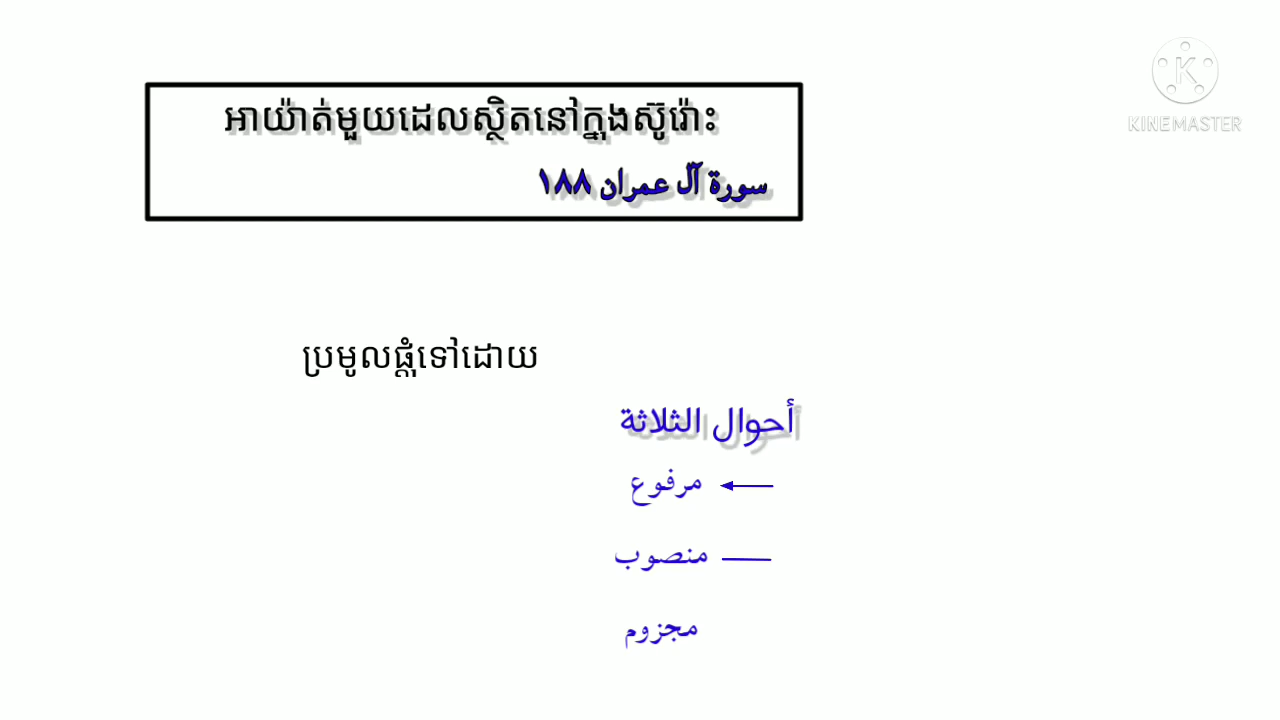 អាយ៉ាត់មួយដេលស្ថិតនៅក្នុងស៊ូរ៉ោះ
سورة آل عمران ١٨٨
ប្រមូលផ្តុំទៅដោយ
أحوال الثلاثة
مرفوع
منصوب
مجزوم
KINEMASTER